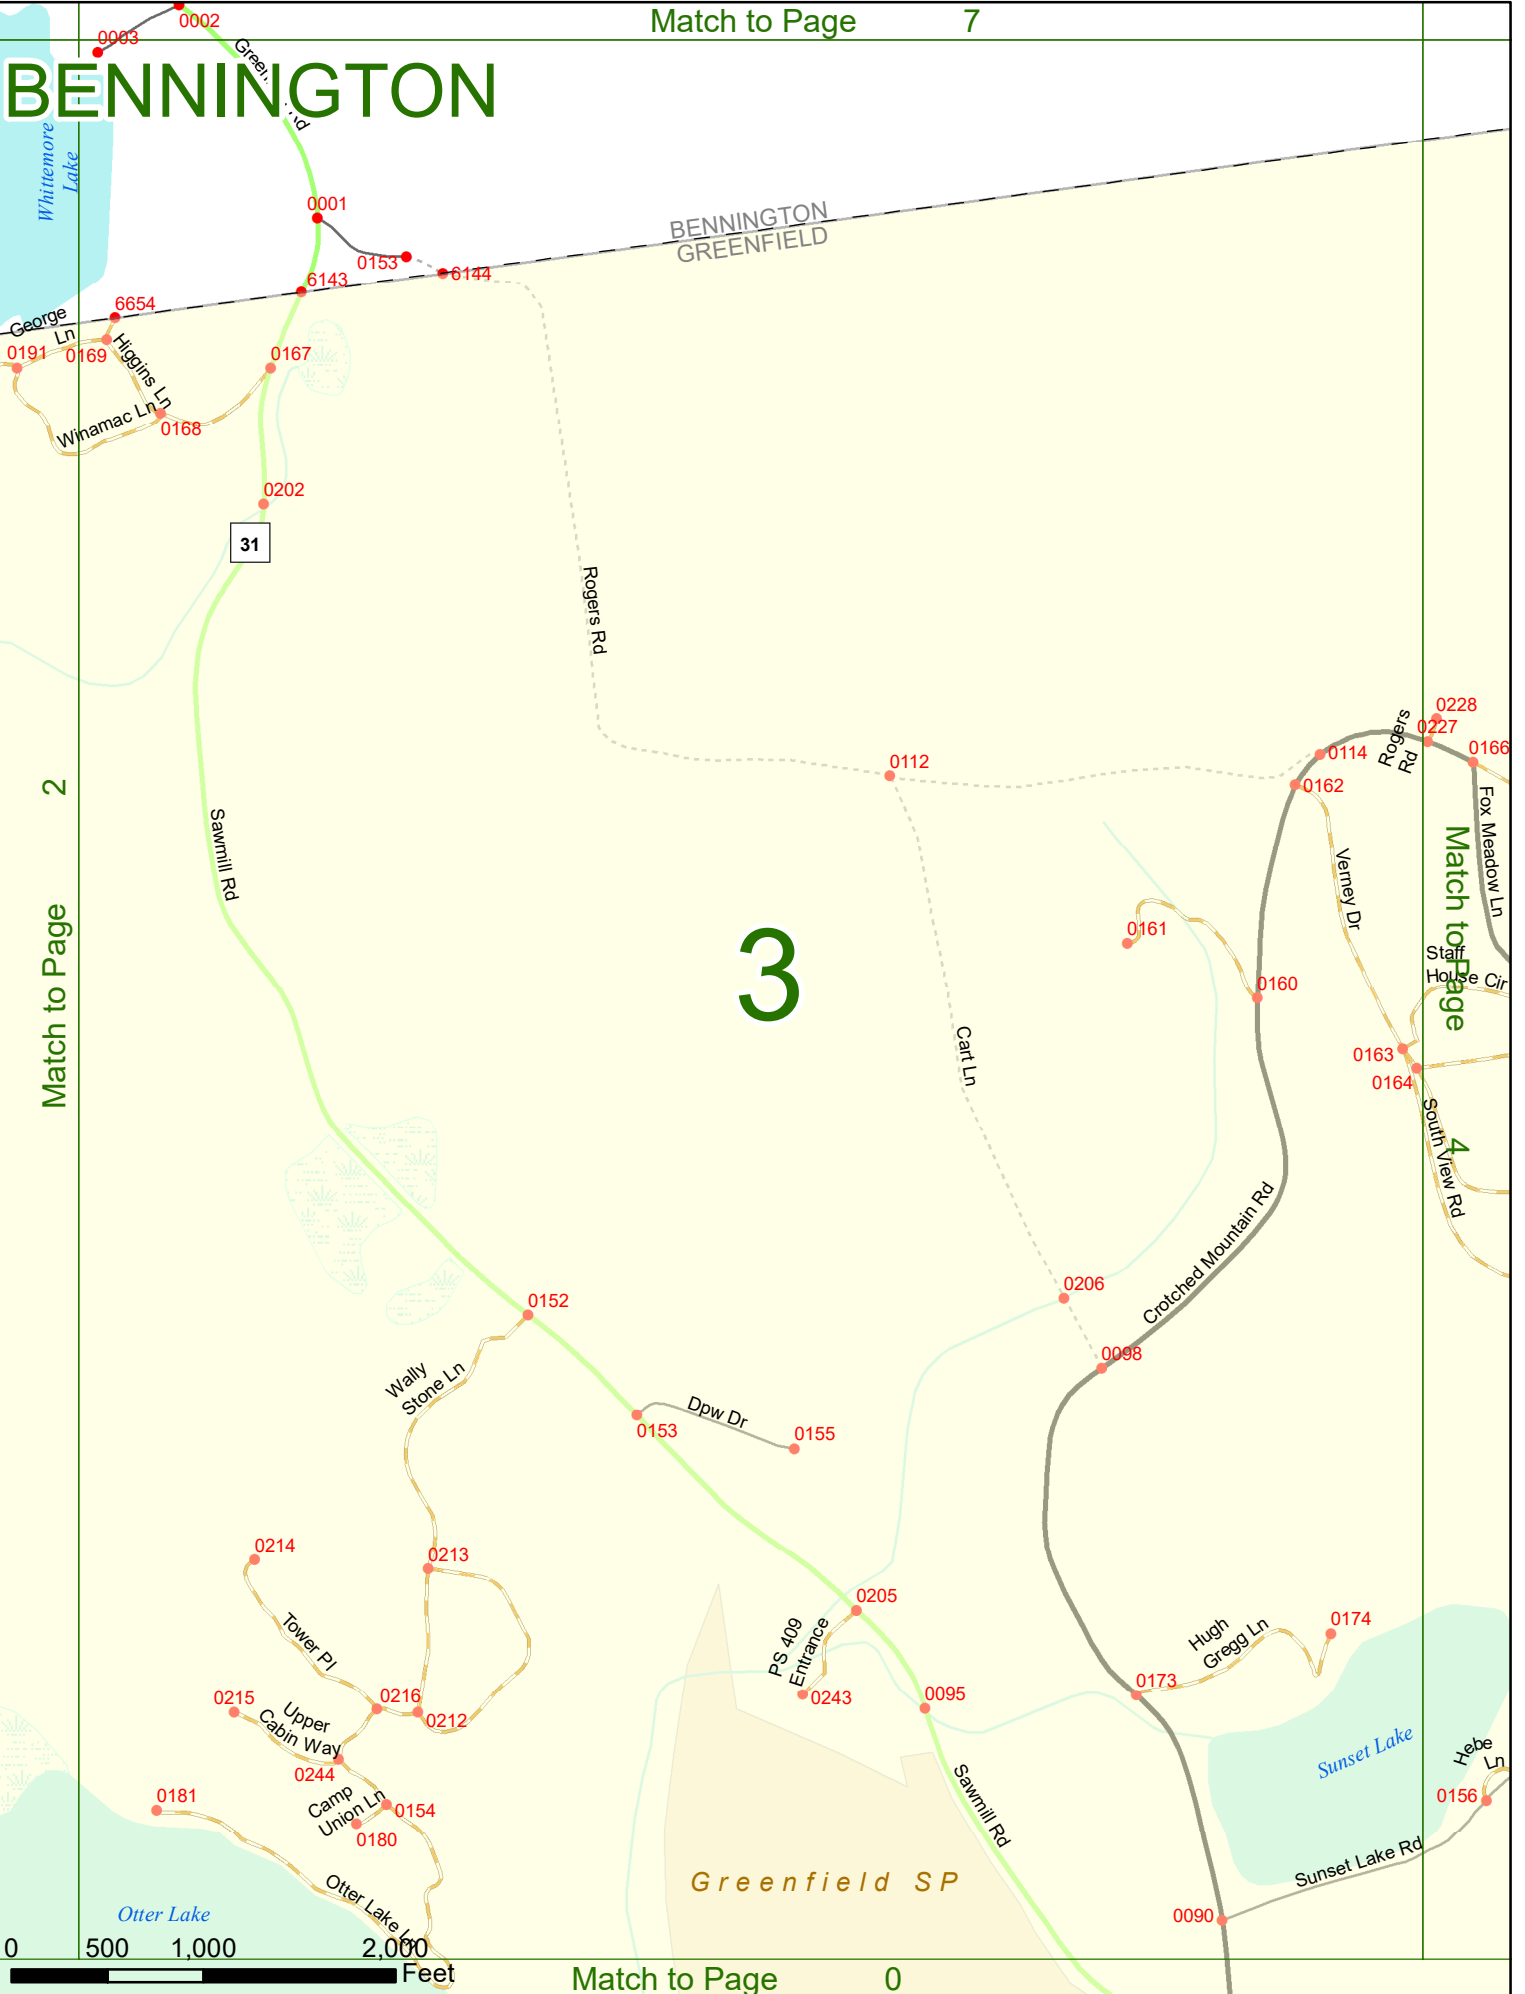 Match to Page 7
0002
0003
BENNINGTON
Rd
Whittemore
Lake
0001
BENNINGTON
GREENFIELD
0153
6144
6143
6654
George
Ln
0191
0169
Higgins Ln
0167
Winamac Ln
0168
0202
31
Rogers Rd
0228
0227
Rogers
Rd
0114
0166
0112
0162
Match to Page 2
Sawmill Rd
Verney Dr
Fox Meadow Ln
Match to Page 4
0161
3
Staff
House Cir
0160
Cart Ln
0163
0164
South View Rd
Crotched Mountain Rd
0206
0152
0098
Wally
Stone Ln
Dpw Dr
0153
0155
0214
0213
0205
Tower Pl
PS 409
Entrance
Hugh
Gregg Ln
0174
0173
0215
0216
0212
0243
0095
Upper
Cabin Way
0244
Sunset Lake
Hebe
Ln
0156
Camp
Union Ln
0154
0180
0181
Sawmill Rd
Sunset Lake Rd
Otter Lake Ln
Greenfield SP
Otter Lake
0090
0 500 1,000 2,000
Feet
Match to Page 0